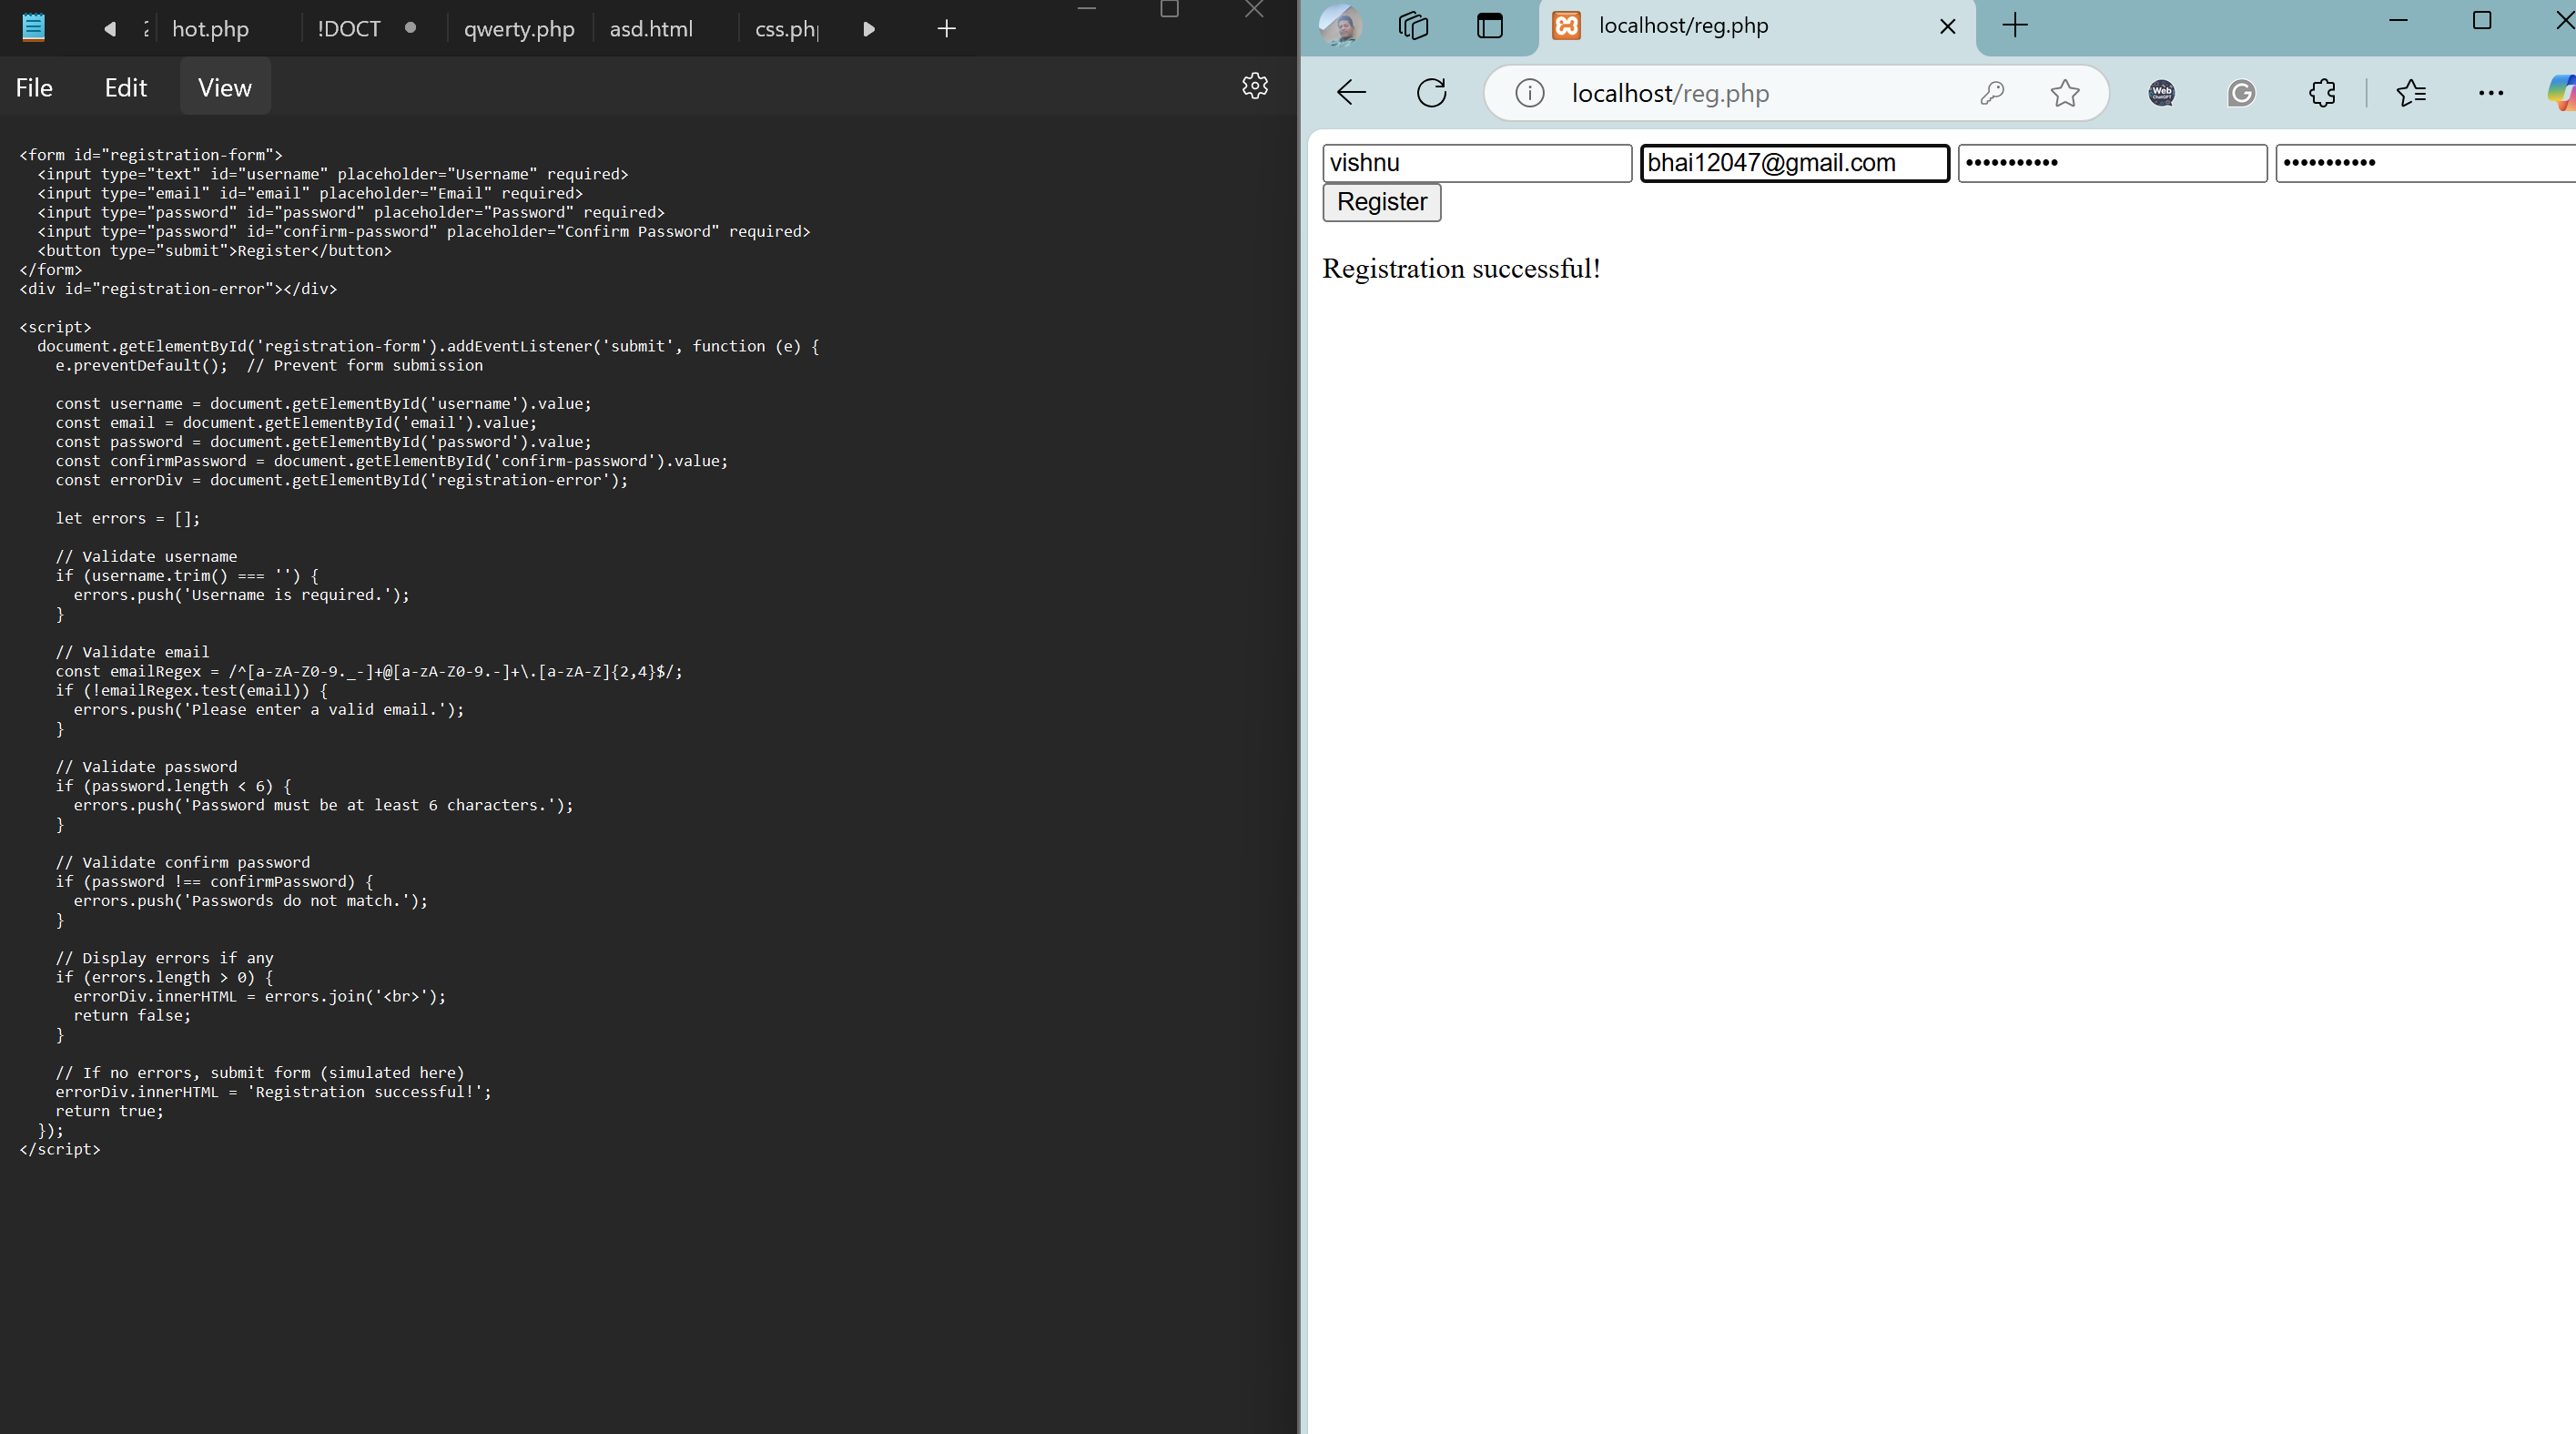 hot.php
!DOCT
qwerty.php
asd.html
File
Edit
View
<form id="registration-form">
  <input type="text" id="username" placeholder="Username" required>
  <input type="email" id="email" placeholder="Email" required>
  <input type="password" id="password" placeholder="Password" required>
  <input type="password" id="confirm-password" placeholder="Confirm Password" required>
  <button type="submit">Register</button>
</form>
<div id="registration-error"></div>
<script>
  document.getElementById('registration-form').addEventListener('submit', function (e) {
    e.preventDefault();  // Prevent form submission
    const username = document.getElementById('username').value;
    const email = document.getElementById('email').value;
    const password = document.getElementById('password').value;
    const confirmPassword = document.getElementById('confirm-password').value;
    const errorDiv = document.getElementById('registration-error');
    let errors = [];
    // Validate username
    if (username.trim() === '') {
      errors.push('Username is required.');
    }
    // Validate email
    const emailRegex = /^[a-zA-Z0-9._-]+@[a-zA-Z0-9.-]+\.[a-zA-Z]{2,4}$/;
    if (!emailRegex.test(email)) {
      errors.push('Please enter a valid email.');
    }
    // Validate password
    if (password.length < 6) {
      errors.push('Password must be at least 6 characters.');
    }
    // Validate confirm password
    if (password !== confirmPassword) {
      errors.push('Passwords do not match.');
    }
    // Display errors if any
    if (errors.length > 0) {
      errorDiv.innerHTML = errors.join('<br>');
      return false;
    }
    // If no errors, submit form (simulated here)
    errorDiv.innerHTML = 'Registration successful!';
    return true;
  });
</script>
localhost/reg.php
localhost/reg.php
vishnu
bhai12047@gmail.com
•••••••••••
•••••••••••
Register
Registration successful!